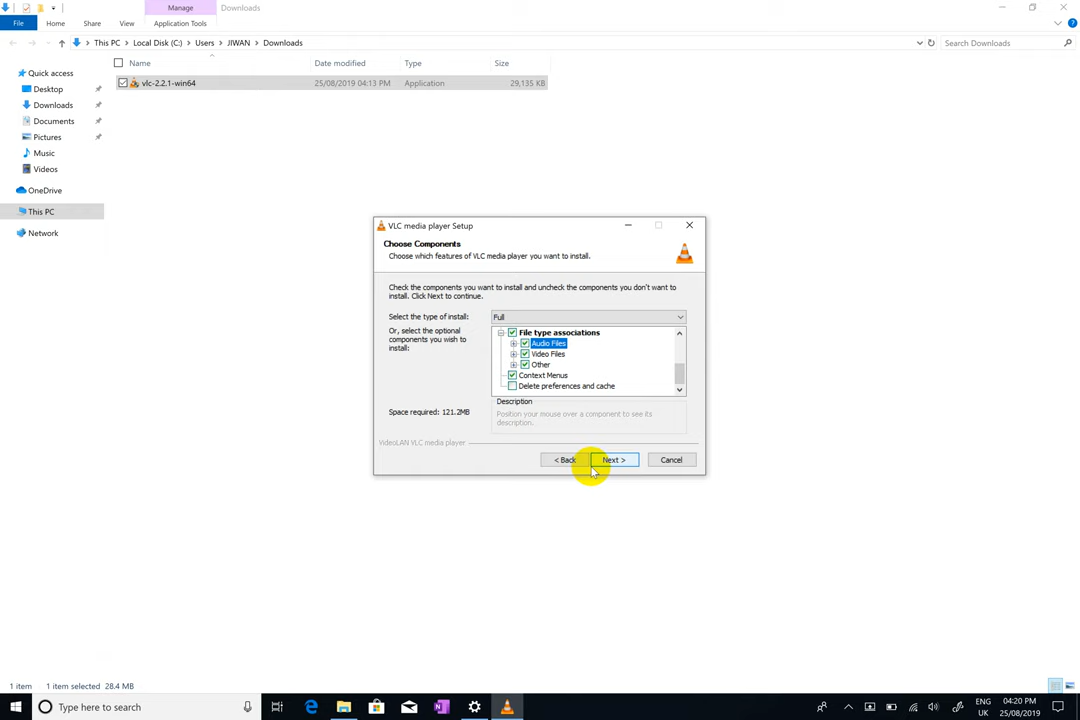 Manage
Downloads
File
Home
Share
View
Application Tools
This PC
Local Disk (C:)
Users
JIWAN
Downloads
Search Downloads
Name
Date modified
Type
Size
vlc-2.2.1-win64
25/08/2019 04:13 PM
Application
29,135 KB
Quick access
Desktop
Downloads
Documents
Pictures
Music
Videos
OneDrive
This PC
Network
VLC media player Setup
Choose Components
Choose which features of VLC media player you want to install.
Check the components you want to install and uncheck the components you don't want to
install. Click Next to continue.
Select the type of install:
Full
Or, select the optional
components you wish to
install:
File type associations
Audio Files
Video Files
Other
Context Menus
Delete preferences and cache
Space required: 121.2MB
Description
Position your mouse over a component to see its
description.
VideoLAN VLC media player
< Back
Next >
Cancel
1 item
1 item selected 28.4 MB
Type here to search
ENG
UK
04:20 PM
25/08/2019